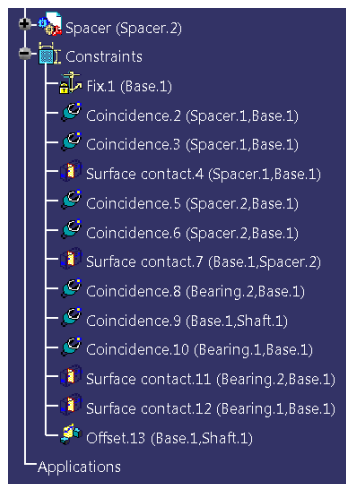 Spacer (Spacer.2)
Constraints
Fix.1 (Base.1)
Coincidence.2 (Spacer.1,Base.1)
Coincidence.3 (Spacer.1,Base.1)
Surface contact.4 (Spacer.1,Base.1)
Coincidence.5 (Spacer.2,Base.1)
Coincidence.6 (Spacer.2,Base.1)
Surface contact.7 (Base.1,Spacer.2)
Coincidence.8 (Bearing.2,Base.1)
Coincidence.9 (Base.1,Shaft.1)
Coincidence.10 (Bearing.1,Base.1)
Surface contact.11 (Bearing.2,Base.1)
Surface contact.12 (Bearing.1,Base.1)
Offset.13 (Base.1,Shaft.1)
Applications